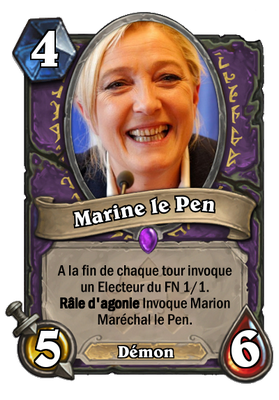 4
Marine le Pen
A la fin de chaque tour invoque
un Electeur du FN 1/1.
Râle d'agonie Invoque Marion
Maréchal le Pen.
5
Démon
6